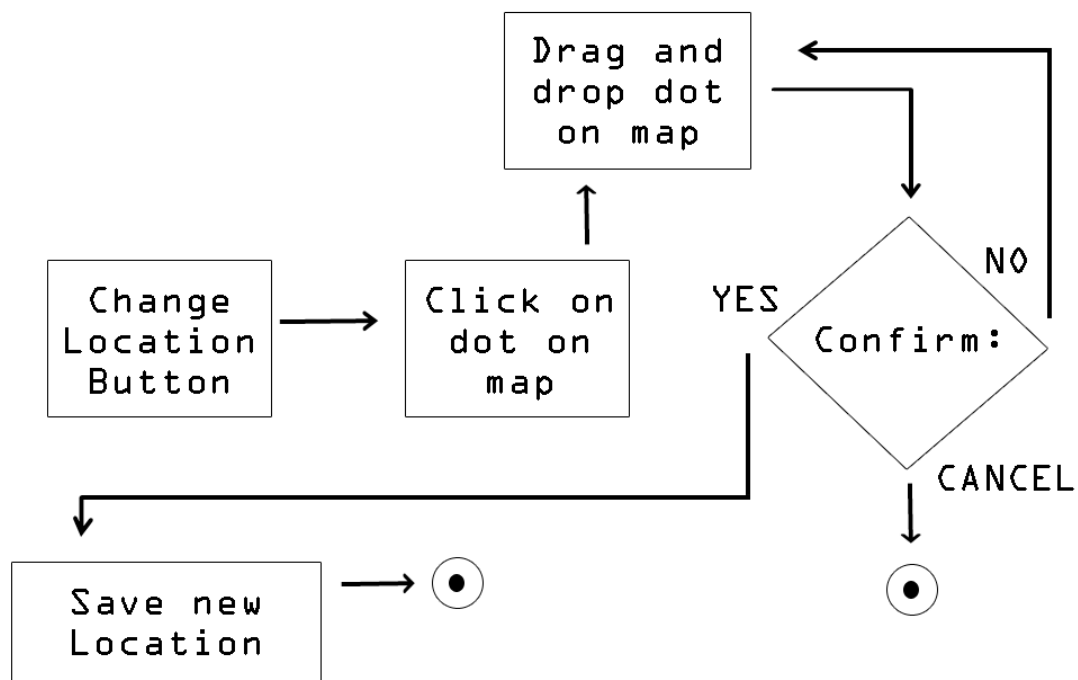 Drag and
drop dot
on map
Change
Location
Button
Click on
dot on
map
YES
NO
Confirm:
CANCEL
Save new
Location